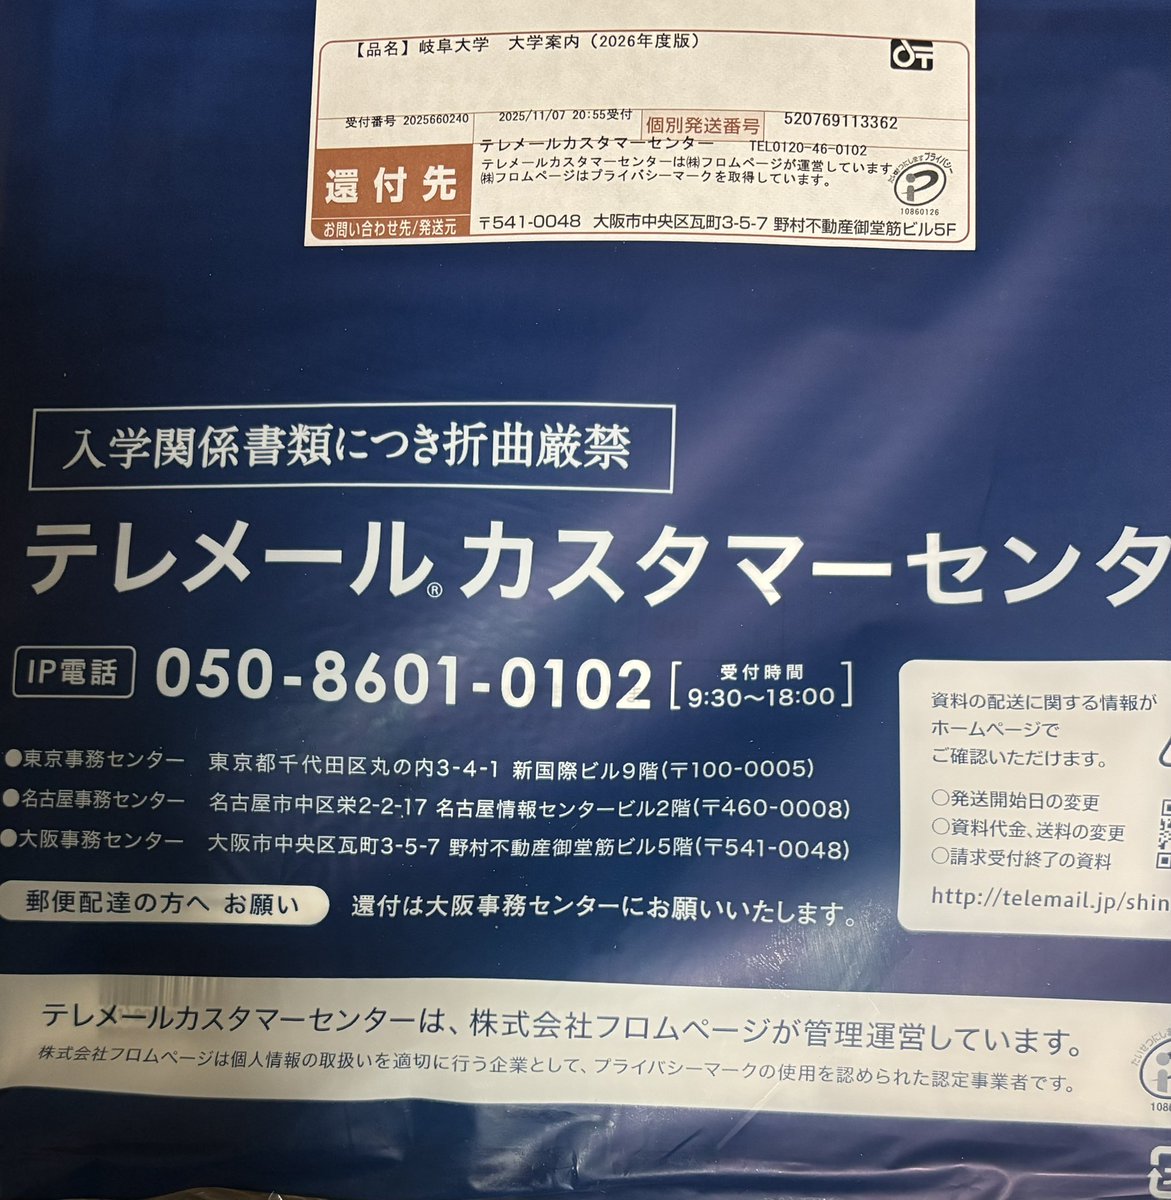 【品名】岐阜大学 大学案内（2026年度版）
受付番号 2025660240 2025/11/07 20:55受付 個別発送番号 520769113362
テレメールカスタマーセンター TEL0120-46-0102
テレメールカスタマーセンターは㈱フロムページが運営しています。
㈱フロムページはプライバシーマークを取得しています。
還付先
たいせつにしますプライバシー
10860126
お問い合わせ先/発送元 〒541-0048 大阪市中央区瓦町3-5-7 野村不動産御堂筋ビル5F
入学関係書類につき折曲厳禁
テレメール® カスタマーセンタ
IP電話 050-8601-0102 [受付時間 9:30～18:00]
●東京事務センター 東京都千代田区丸の内3-4-1 新国際ビル9階(〒100-0005)
●名古屋事務センター 名古屋市中区栄2-2-17 名古屋情報センタービル2階(〒460-0008)
●大阪事務センター 大阪市中央区瓦町3-5-7 野村不動産御堂筋ビル5階(〒541-0048)
郵便配達の方へ お願い 還付は大阪事務センターにお願いいたします。
資料の配送に関する情報が
ホームページで
ご確認いただけます。
○発送開始日の変更
○資料代金、送料の変更
○請求受付終了の資料
http://telemail.jp/shin
テレメールカスタマーセンターは、株式会社フロムページが管理運営しています。
株式会社フロムページは個人情報の取扱いを適切に行う企業として、プライバシーマークの使用を認められた認定事業者です。